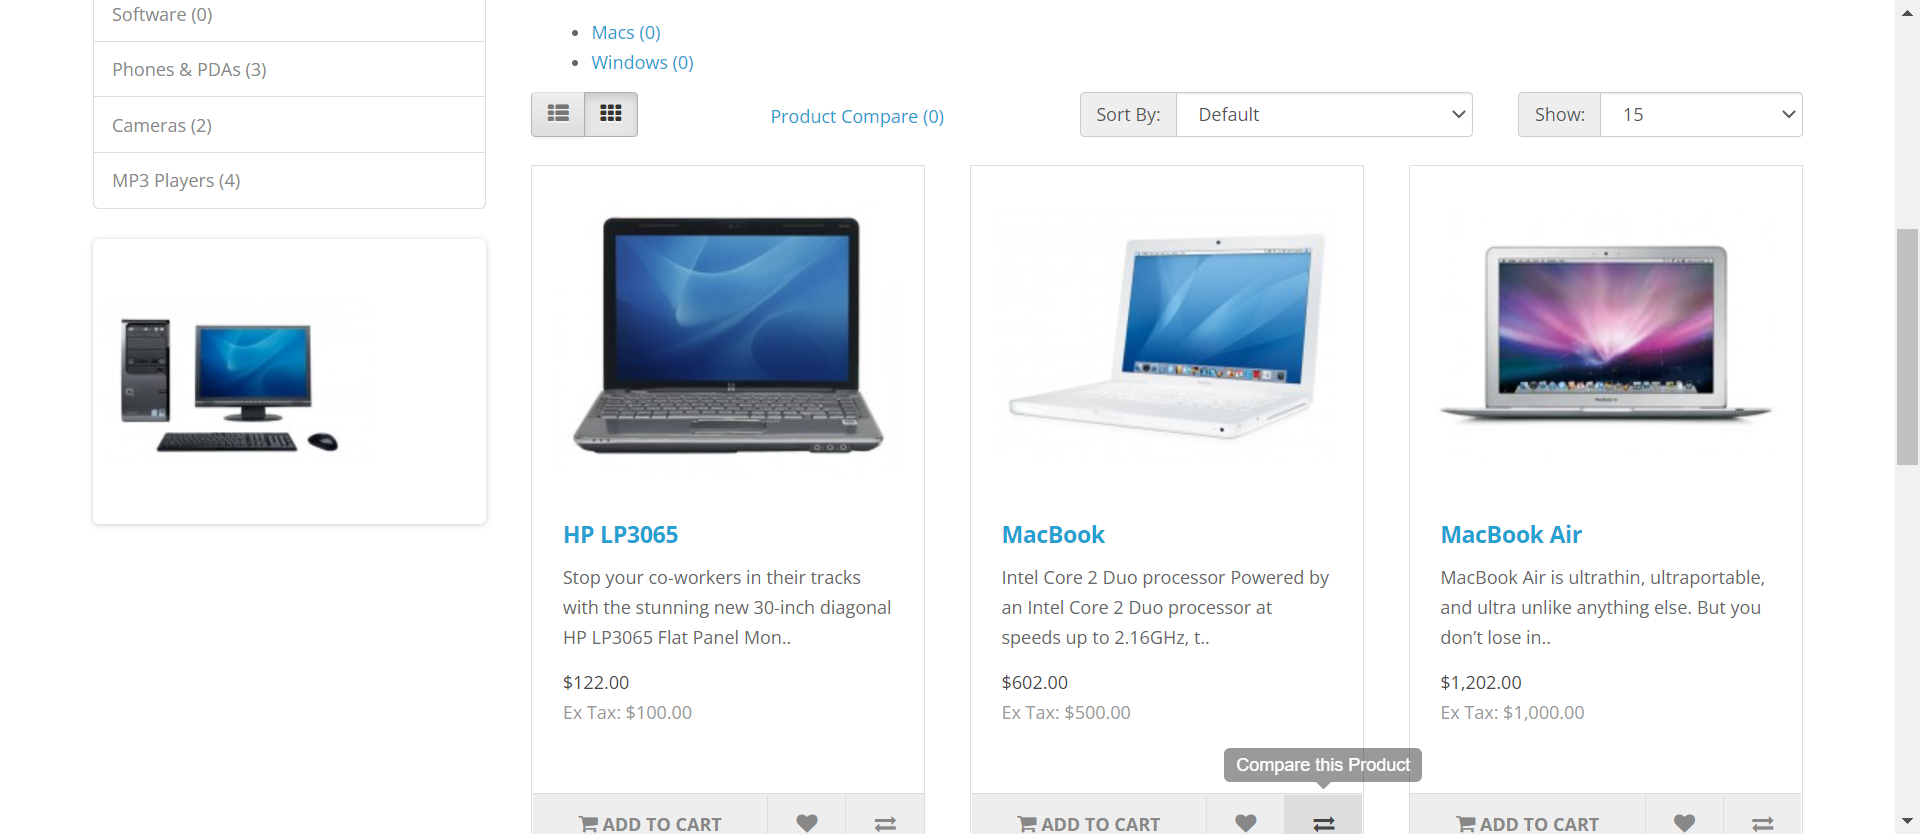 Software (0)
Phones & PDAs (3)
Cameras (2)
MP3 Players (4)
Macs (0)
Windows (0)
Product Compare (0)
Sort By:
Default
Show:
15
HP LP3065
Stop your co-workers in their tracks
with the stunning new 30-inch diagonal
HP LP3065 Flat Panel Mon..
$122.00
Ex Tax: $100.00
ADD TO CART
MacBook
Intel Core 2 Duo processor Powered by
an Intel Core 2 Duo processor at
speeds up to 2.16GHz, t..
$602.00
Ex Tax: $500.00
Compare this Product
ADD TO CART
MacBook Air
MacBook Air is ultrathin, ultraportable,
and ultra unlike anything else. But you
don’t lose in..
$1,202.00
Ex Tax: $1,000.00
ADD TO CART